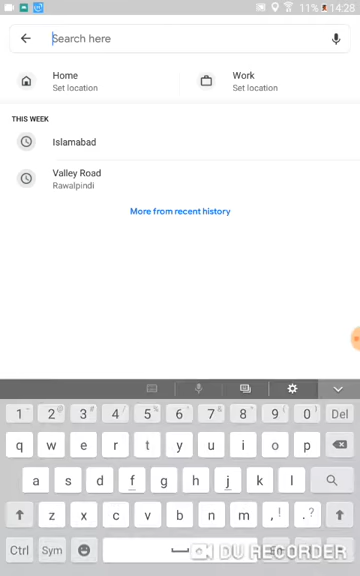 11% 14:28
Search here
Home
Set location
Work
Set location
THIS WEEK
Islamabad
Valley Road
Rawalpindi
More from recent history
1 2 3 4 5 6 7 8 9 0 Del
q w e r t y u i o p
a s d f g h j k l
z x c v b n m , ! . ?
Ctrl Sym
DU RECORDER